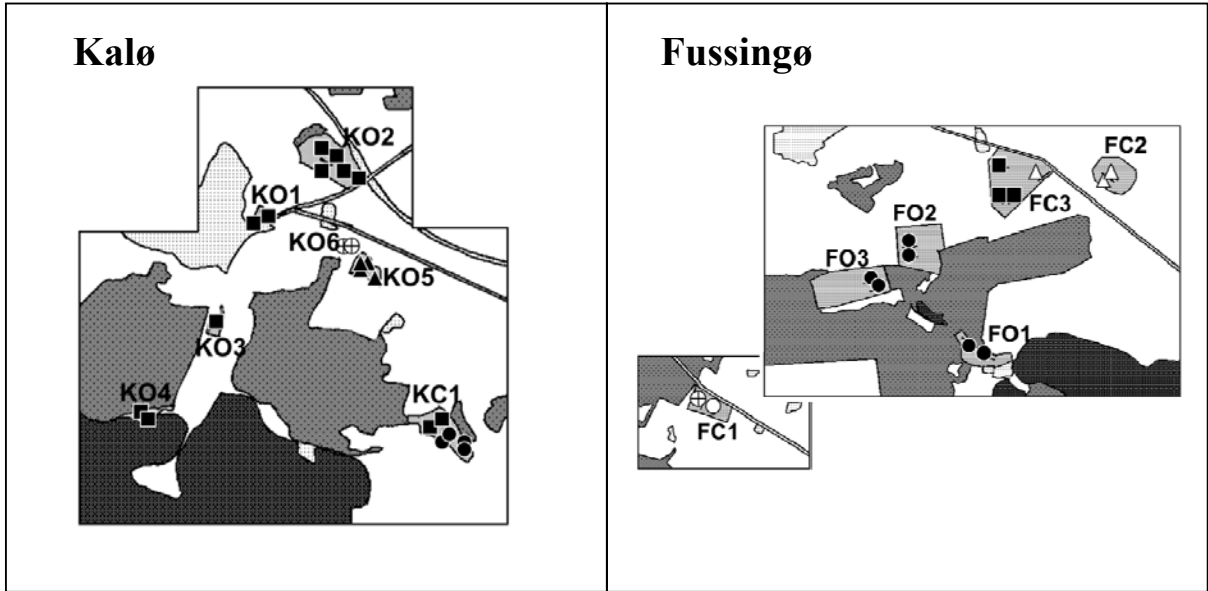 Kalø
KO2
KO1
KO6
KO5
KO3
KO4
KC1
Fussingø
FC2
FC3
FO2
FO3
FO1
FC1